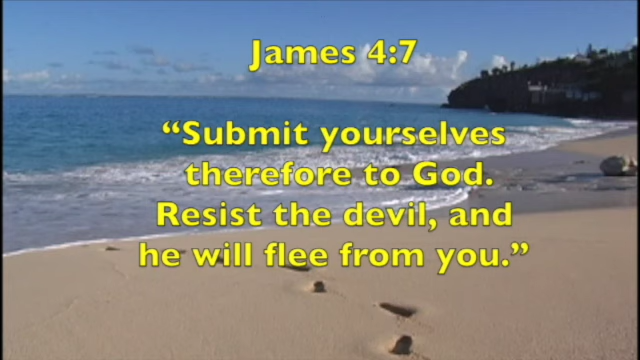 James 4:7
“Submit yourselves
therefore to God.
Resist the devil, and
he will flee from you.”